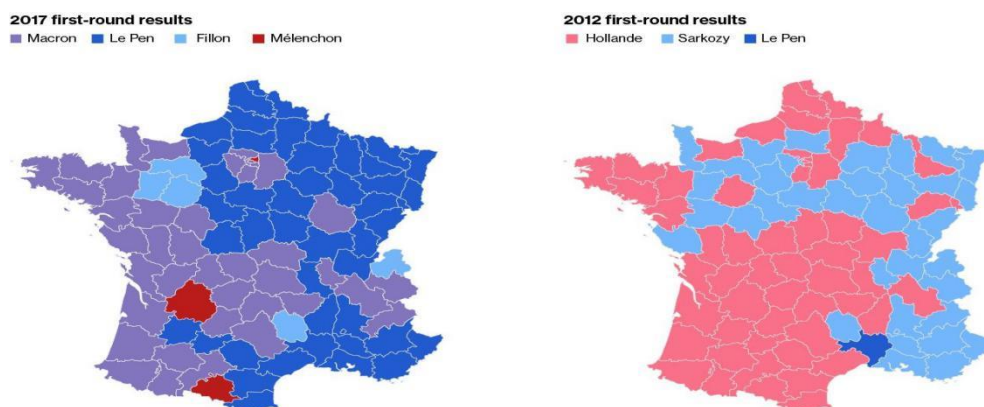 2017 first-round results
Macron Le Pen Fillon Mélenchon
2012 first-round results
Hollande Sarkozy Le Pen